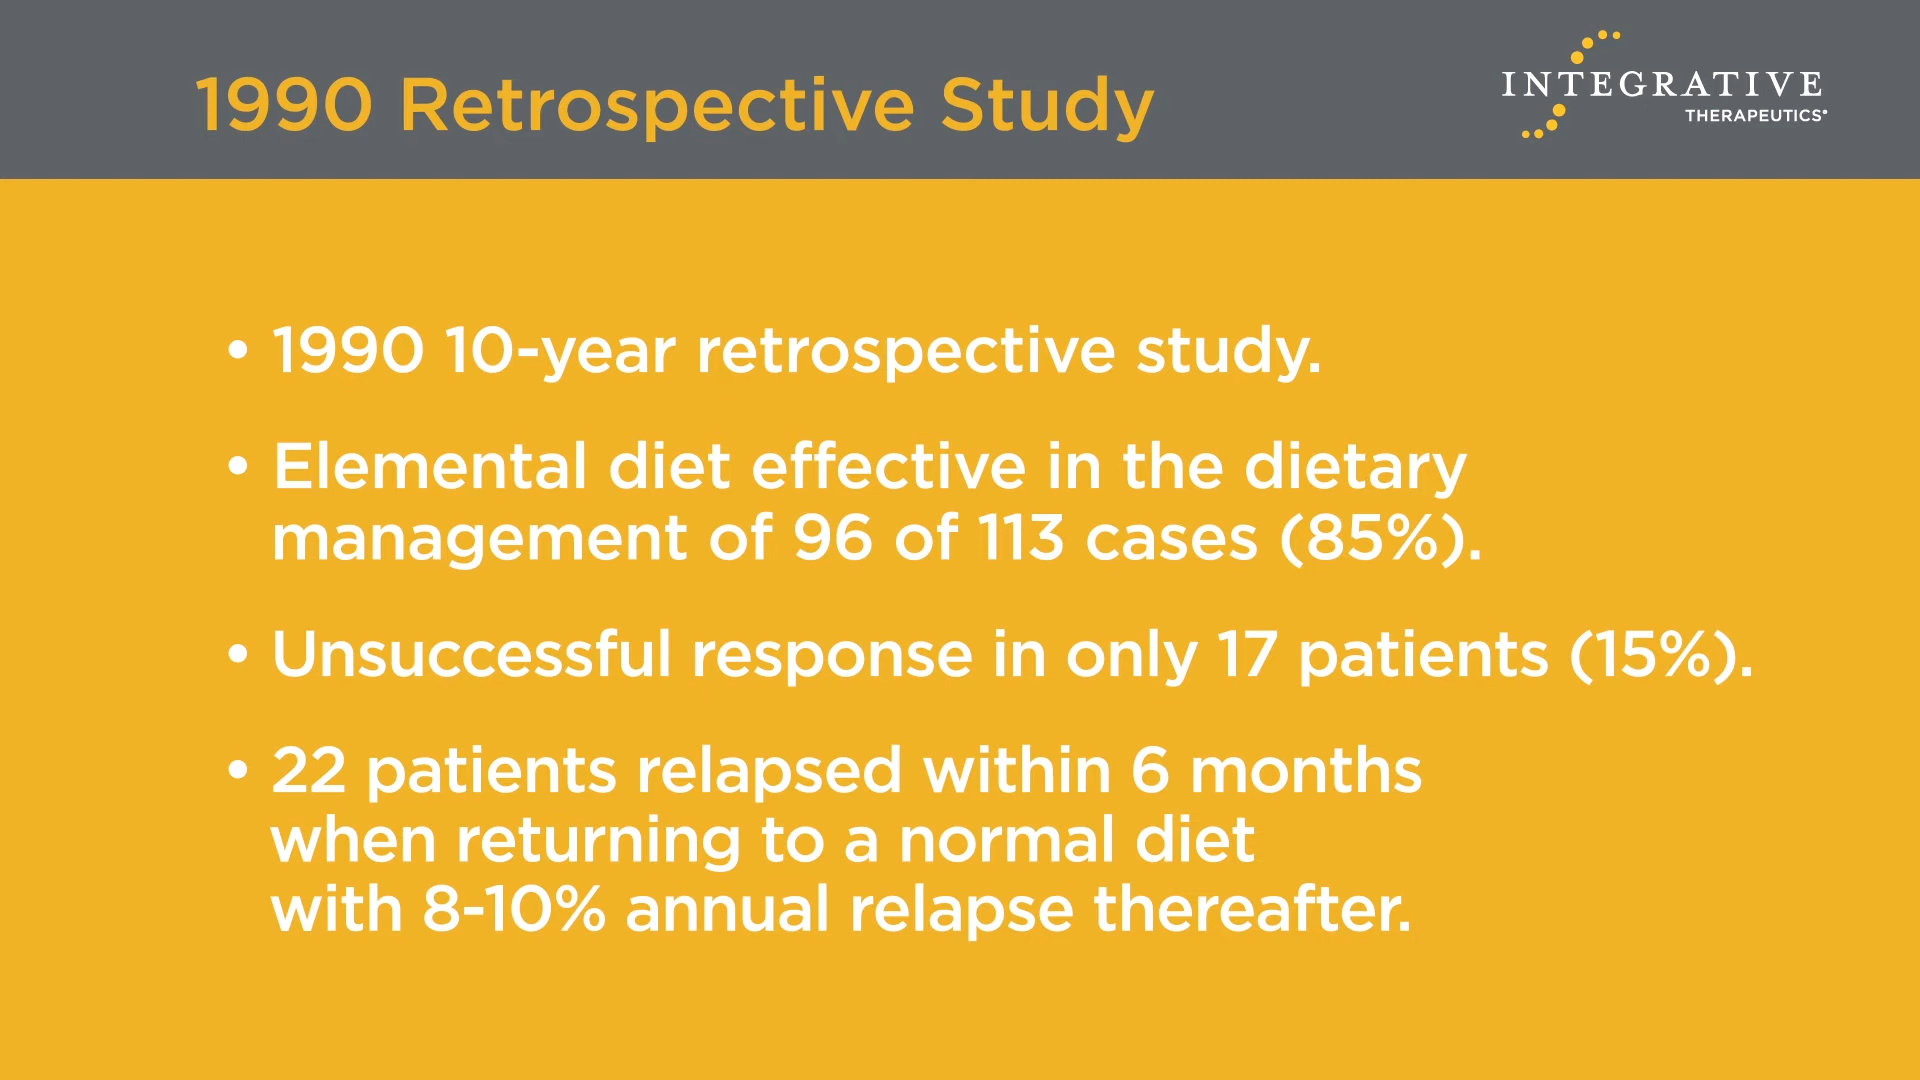 1990 Retrospective Study
INTEGRATIVE
THERAPEUTICS®
• 1990 10-year retrospective study.
• Elemental diet effective in the dietary
management of 96 of 113 cases (85%).
• Unsuccessful response in only 17 patients (15%).
• 22 patients relapsed within 6 months
when returning to a normal diet
with 8-10% annual relapse thereafter.